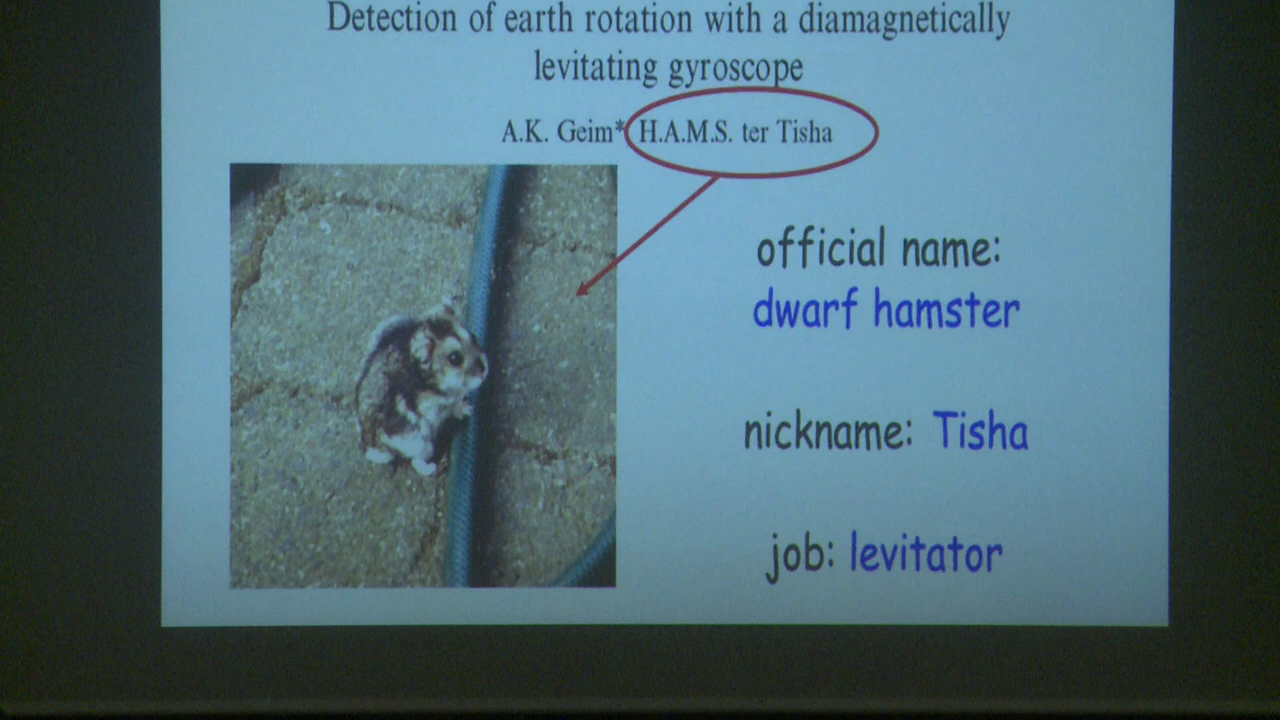 Detection of earth rotation with a diamagnetically
levitating gyroscope
A.K. Geim* H.A.M.S. ter Tisha
official name:
dwarf hamster
nickname: Tisha
job: levitator